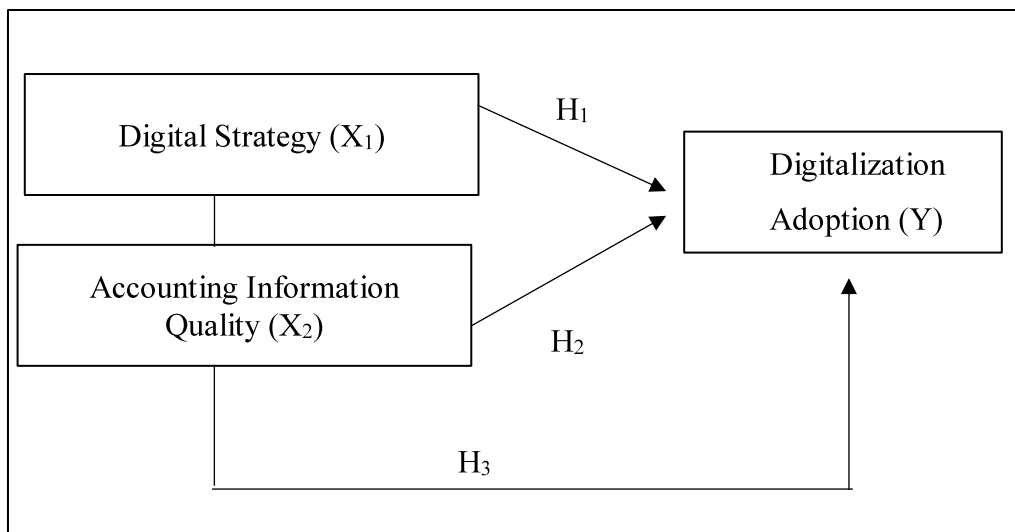 Digital Strategy (X₁)
H₁
Digitalization
Adoption (Y)
Accounting Information
Quality (X₂)
H₂
H₃